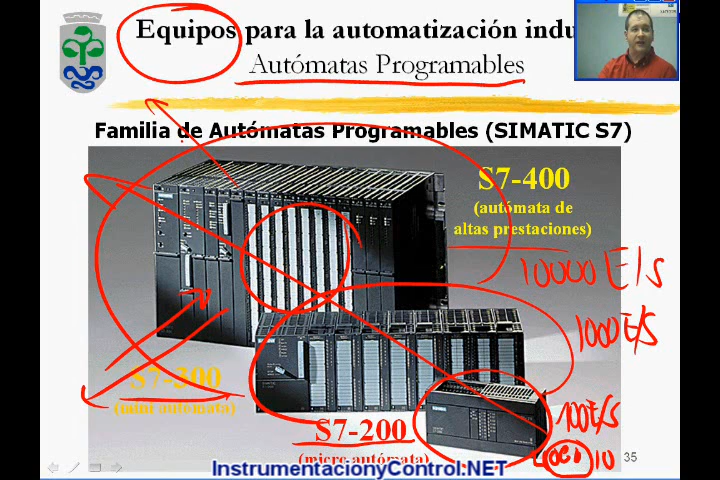 Equipos para la automatización indu
Autómatas Programables
Familia de Autómatas Programables (SIMATIC S7)
S7-400
(autómata de
altas prestaciones)
10000 E/S
1000 E/S
S7-300
(mini autómata)
100 E/S
S7-200
(micro autómata)
10
35
InstrumentacionyControl.NET